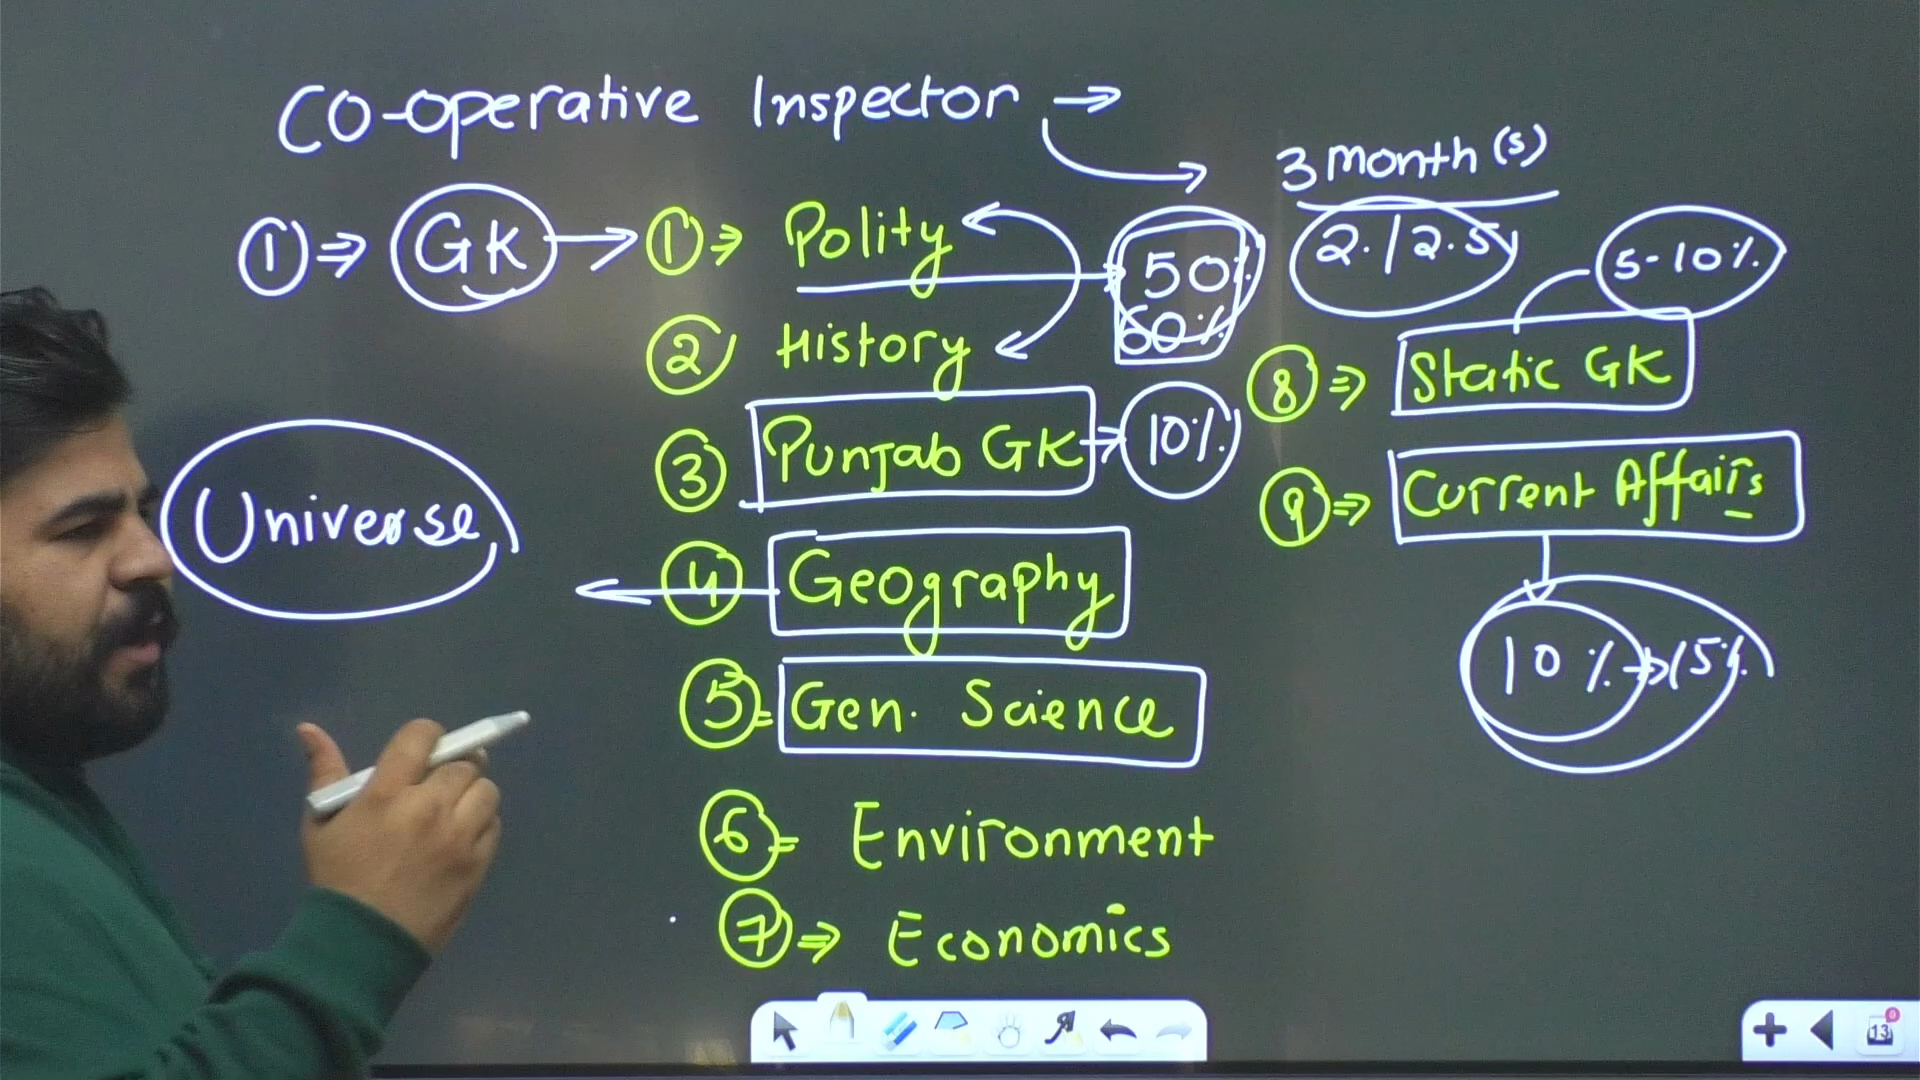 CO-operative Inspector →
3 month (s)
① ⇒ GK → ① ⇒ Polity
50%
60%
2./2.5
5-10%
② History
③ Punjab GK → 10%
④ Geography
Universe
⑤ = Gen. Science
⑥ = Environment
⑦ ⇒ Economics
⑧ ⇒ Static GK
⑨ ⇒ Current Affairs
10% → 15%
13